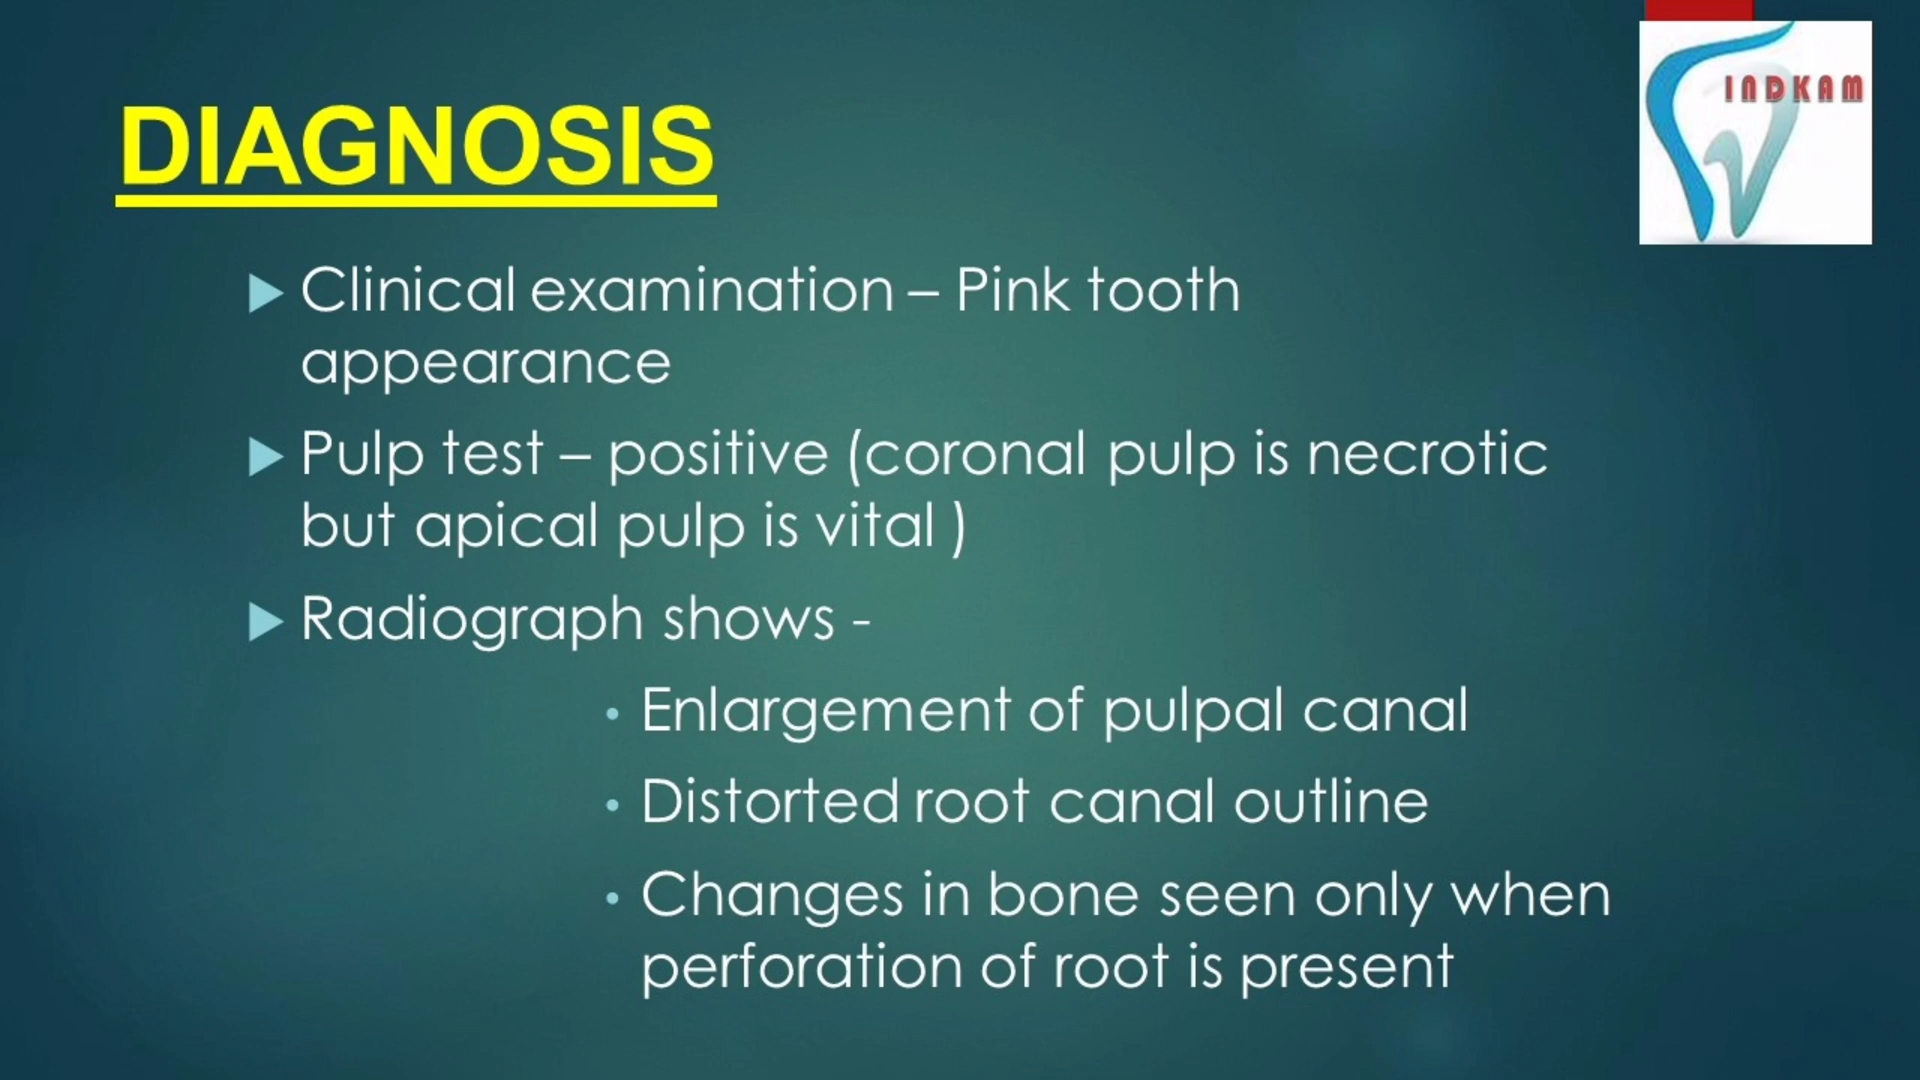 INDKAM
DIAGNOSIS
Clinical examination – Pink tooth
appearance
Pulp test – positive (coronal pulp is necrotic
but apical pulp is vital )
Radiograph shows -
• Enlargement of pulpal canal
• Distorted root canal outline
• Changes in bone seen only when
perforation of root is present